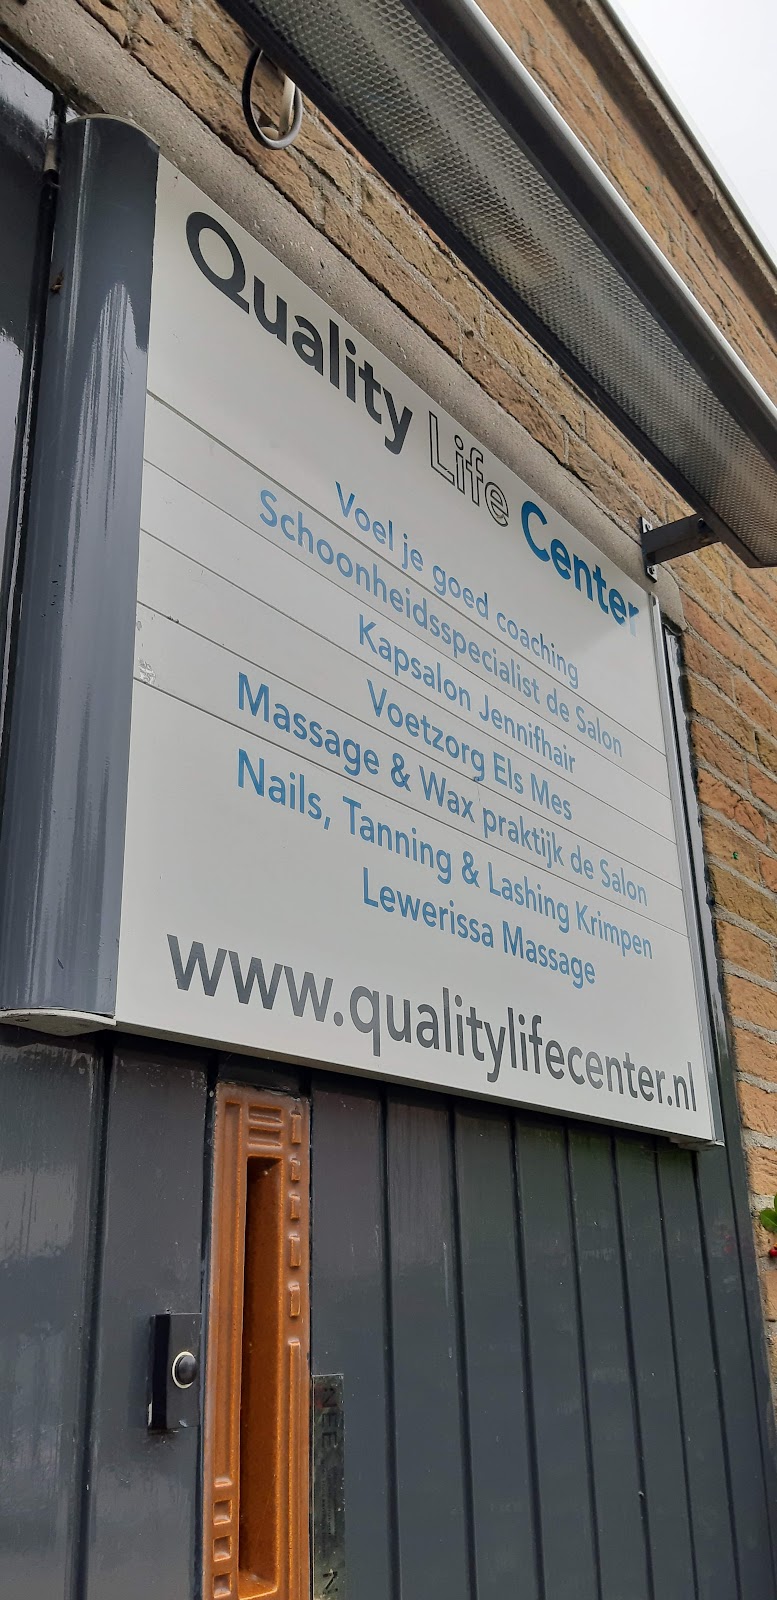 Quality Life Center
Voel je goed coaching
Schoonheidsspecialist de Salon
Kapsalon Jennifhair
Voetzorg Els Mes
Massage & Wax praktijk de Salon
Nails, Tanning & Lashing Krimpen
Lewerissa Massage
www.qualitylifecenter.nl
NEE
N